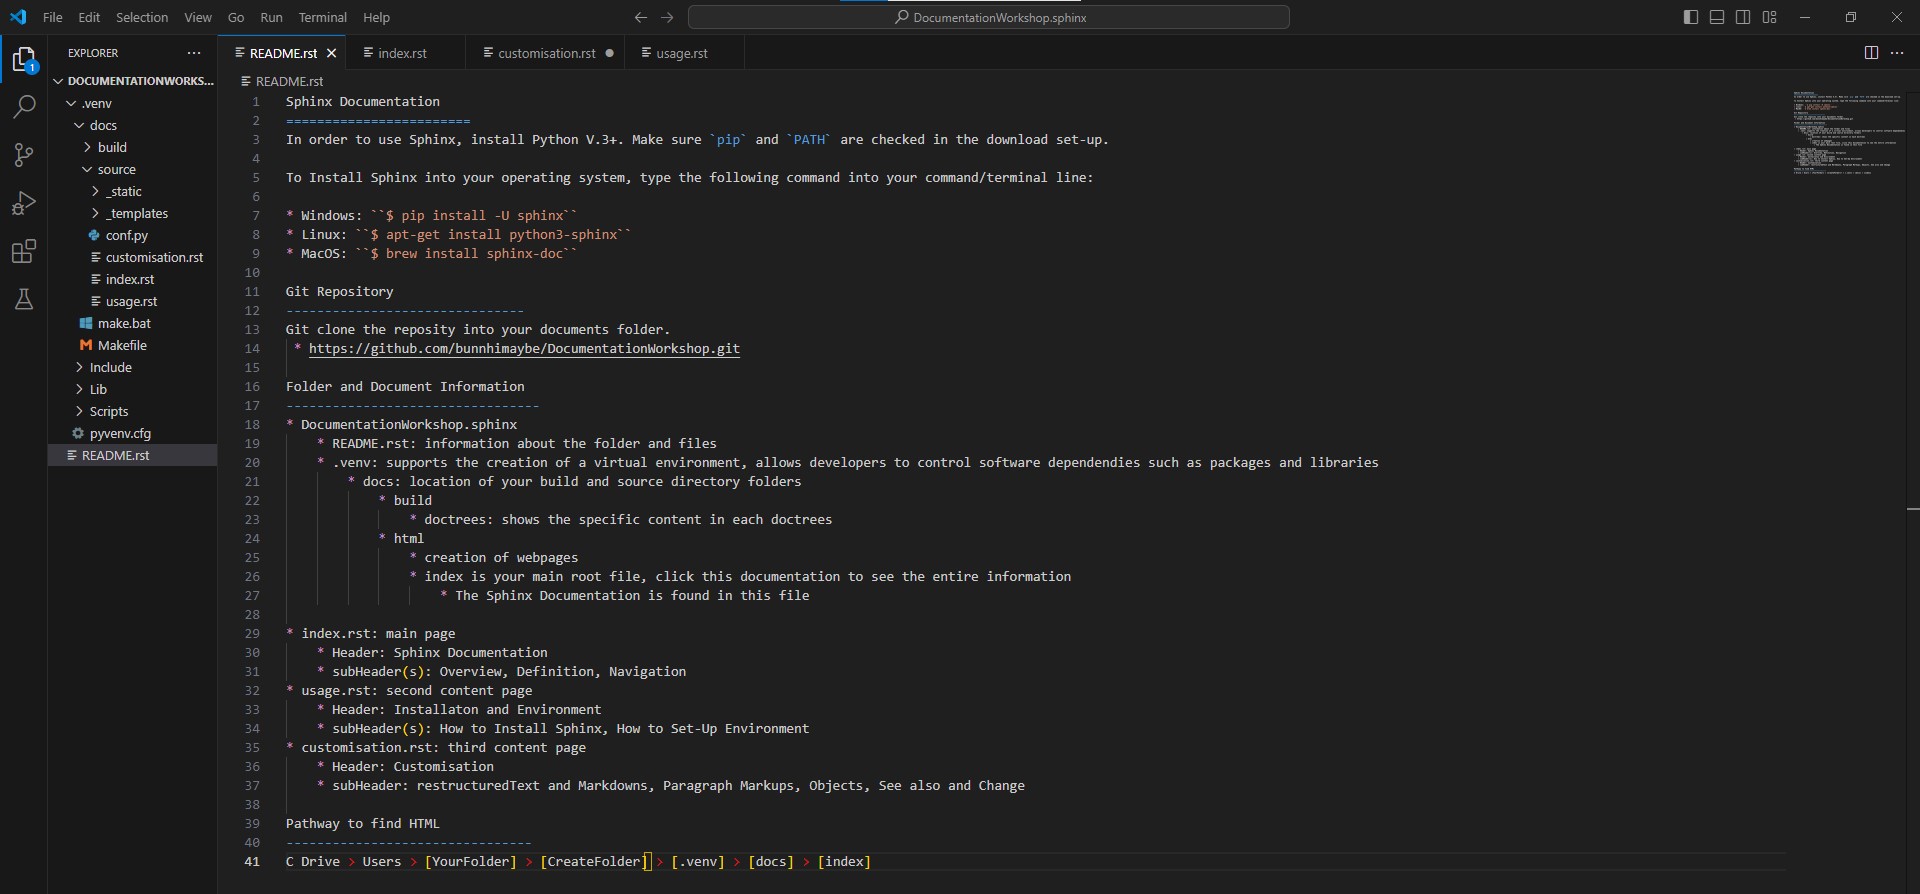 File Edit Selection View Go Run Terminal Help
DocumentationWorkshop.sphinx
EXPLORER
README.rst
index.rst
customisation.rst
usage.rst
1
DOCUMENTATIONWORKS...
.venv
docs
build
source
_static
_templates
conf.py
customisation.rst
index.rst
usage.rst
make.bat
Makefile
Include
Lib
Scripts
pyvenv.cfg
README.rst
README.rst
1 Sphinx Documentation
2 ========================
3 In order to use Sphinx, install Python V.3+. Make sure `pip` and `PATH` are checked in the download set-up.
4
5 To Install Sphinx into your operating system, type the following command into your command/terminal line:
6
7 * Windows: ``$ pip install -U sphinx``
8 * Linux: ``$ apt-get install python3-sphinx``
9 * MacOS: ``$ brew install sphinx-doc``
10
11 Git Repository
12 -------------------------------
13 Git clone the reposity into your documents folder.
14 * https://github.com/bunnhimaybe/DocumentationWorkshop.git
15
16 Folder and Document Information
17 ---------------------------------
18 * DocumentationWorkshop.sphinx
19 * README.rst: information about the folder and files
20 * .venv: supports the creation of a virtual environment, allows developers to control software dependendies such as packages and libraries
21 * docs: location of your build and source directory folders
22 * build
23 * doctrees: shows the specific content in each doctrees
24 * html
25 * creation of webpages
26 * index is your main root file, click this documentation to see the entire information
27 * The Sphinx Documentation is found in this file
28
29 * index.rst: main page
30 * Header: Sphinx Documentation
31 * subHeader(s): Overview, Definition, Navigation
32 * usage.rst: second content page
33 * Header: Installaton and Environment
34 * subHeader(s): How to Install Sphinx, How to Set-Up Environment
35 * customisation.rst: third content page
36 * Header: Customisation
37 * subHeader: restructuredText and Markdowns, Paragraph Markups, Objects, See also and Change
38
39 Pathway to find HTML
40 --------------------------------
41 C Drive > Users > [YourFolder] > [CreateFolder] > [.venv] > [docs] > [index]